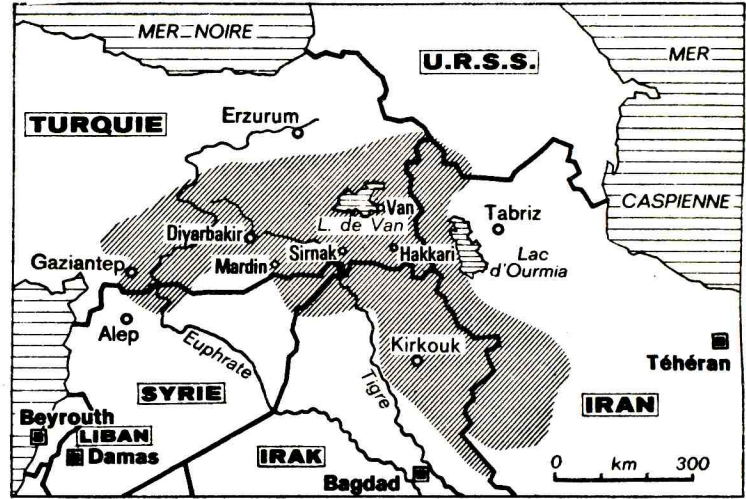 MER NOIRE
U.R.S.S.
MER
CASPIENNE
TURQUIE
Erzurum
Van
L. de Van
Tabriz
Diyarbakir
Sirnak
Hakkari
Lac
d'Ourmia
Gaziantep
Mardin
Alep
Euphrate
Kirkouk
Tigre
Téhéran
SYRIE
IRAN
Beyrouth
LIBAN
Damas
IRAK
Bagdad
0 km 300